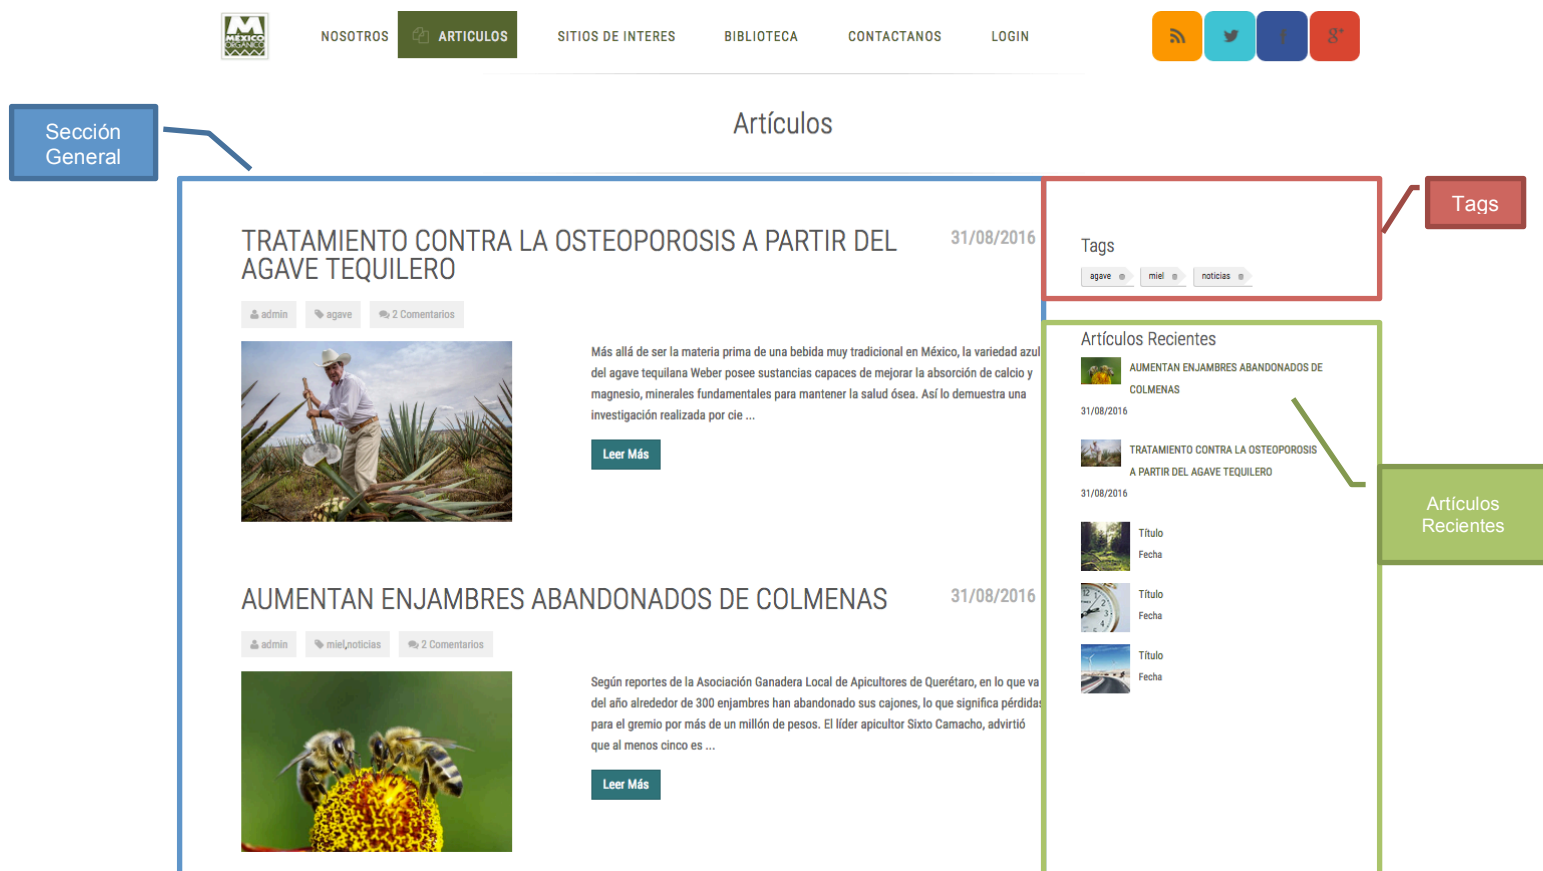 MÉXICO
ORGÁNICO
NOSOTROS
ARTICULOS
SITIOS DE INTERES
BIBLIOTECA
CONTACTANOS
LOGIN
Artículos
Sección
General
Tags
TRATAMIENTO CONTRA LA OSTEOPOROSIS A PARTIR DEL
AGAVE TEQUILERO
31/08/2016
admin
agave
2 Comentarios
Más allá de ser la materia prima de una bebida muy tradicional en México, la variedad azul
del agave tequilana Weber posee sustancias capaces de mejorar la absorción de calcio y
magnesio, minerales fundamentales para mantener la salud ósea. Así lo demuestra una
investigación realizada por cie ...
Leer Más
AUMENTAN ENJAMBRES ABANDONADOS DE COLMENAS
31/08/2016
admin
miel,noticias
2 Comentarios
Según reportes de la Asociación Ganadera Local de Apicultores de Querétaro, en lo que va
del año alrededor de 300 enjambres han abandonado sus cajones, lo que significa pérdidas
para el gremio por más de un millón de pesos. El líder apicultor Sixto Camacho, advirtió
que al menos cinco es ...
Leer Más
Tags
agave
miel
noticias
Artículos Recientes
AUMENTAN ENJAMBRES ABANDONADOS DE
COLMENAS
31/08/2016
TRATAMIENTO CONTRA LA OSTEOPOROSIS
A PARTIR DEL AGAVE TEQUILERO
31/08/2016
Título
Fecha
Título
Fecha
Título
Fecha
Artículos
Recientes